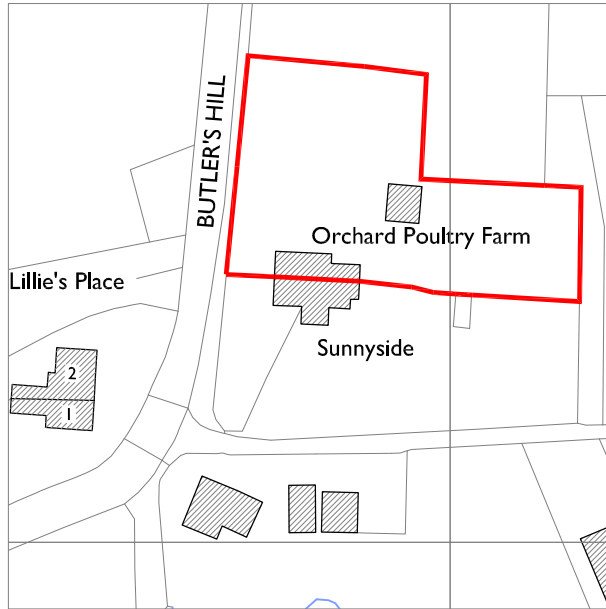 BUTLER'S HILL
Orchard Poultry Farm
Lillie's Place
Sunnyside
2
1